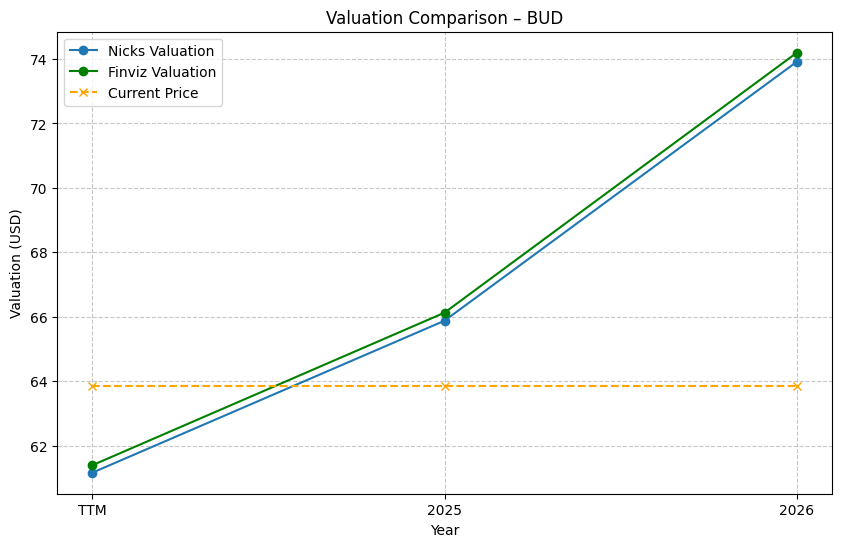 Valuation Comparison – BUD
Nicks Valuation
Finviz Valuation
Current Price
Valuation (USD)
74
72
70
68
66
64
62
TTM
2025
2026
Year